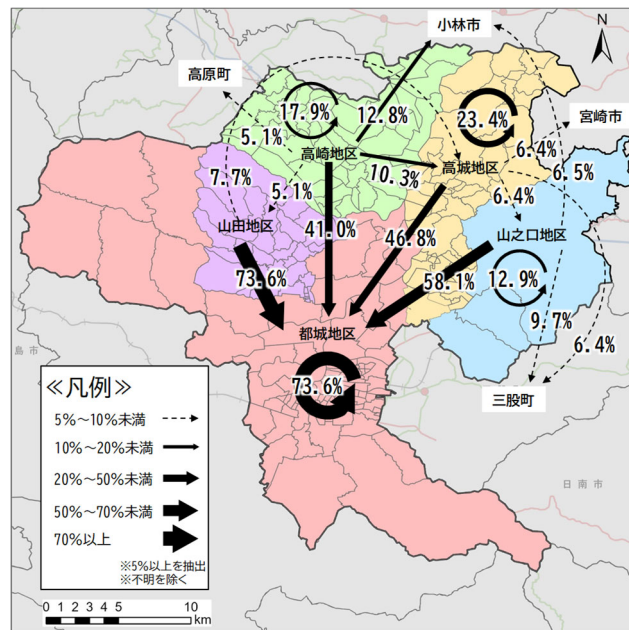 小林市
N
高原町
宮崎市
17.9%
12.8%
23.4%
5.1%
高崎地区
高城地区
6.4%
6.5%
10.3%
7.7%
5.1%
6.4%
山田地区
41.0%
46.8%
山之口地区
73.6%
58.1%
12.9%
都城地区
9.7%
6.4%
島市
73.6%
三股町
日南市
≪凡例≫
5%~10%未満
10%~20%未満
20%~50%未満
50%~70%未満
70%以上
※5%以上を抽出
※不明を除く
0 1 2 3 4 5 10
km